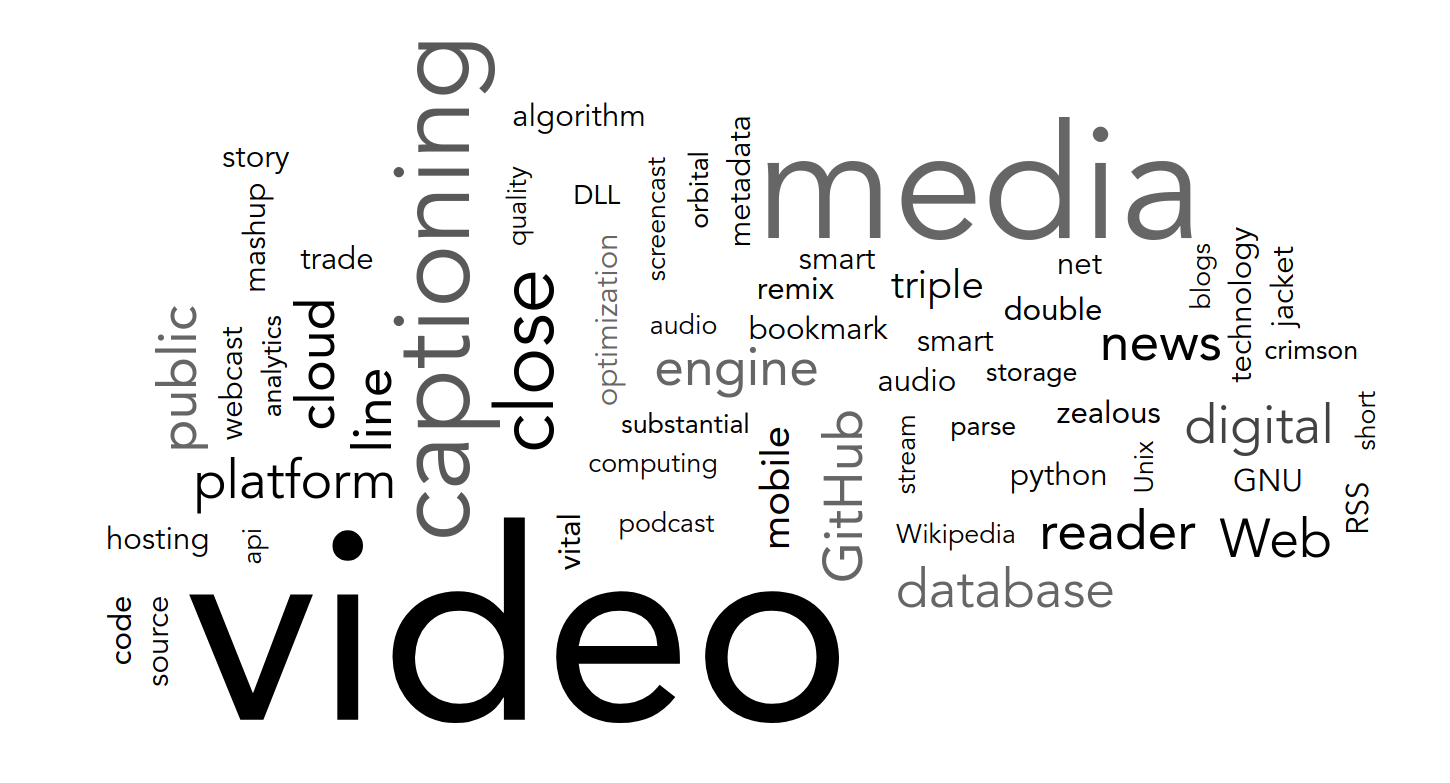 captioning
algorithm
story
mashup
trade
quality
DLL
screencast
orbital
metadata
media
public
webcast
analytics
cloud
line
close
optimization
smart
remix
triple
net
double
blogs
technology
jacket
audio
bookmark
smart
news
crimson
engine
audio
storage
substantial
zealous
digital
short
platform
computing
mobile
GitHub
stream
parse
python
Unix
GNU
RSS
hosting
api
vital
podcast
Wikipedia
reader
Web
database
code
source
video